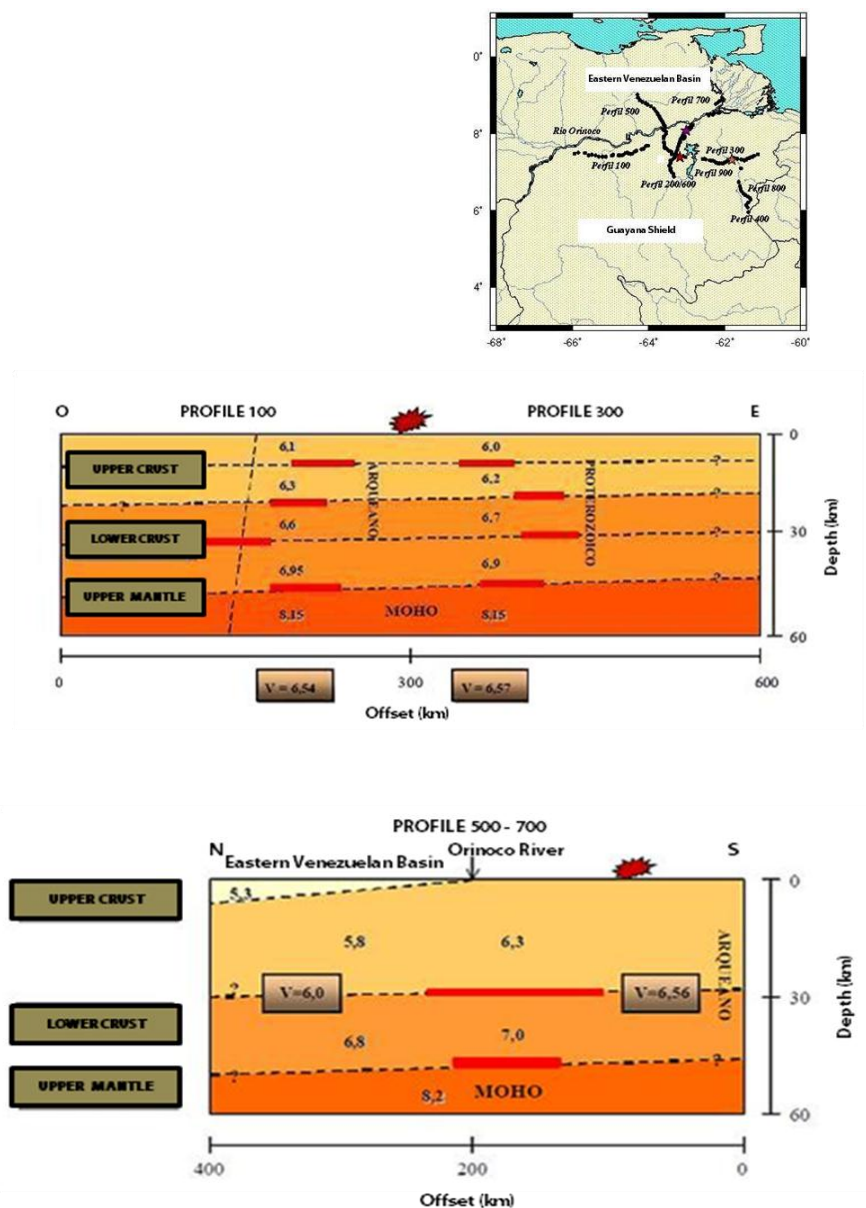 0°
8°
6°
4°
-68°
-66°
-64°
-62°
-60°
Eastern Venezuelan Basin
Perfil 500
Perfil 700
Rio Orinoco
Perfil 300
Perfil 100
Perfil 900
Perfil 200/600
Perfil 800
Perfil 400
Guayana Shield
O
PROFILE 100
PROFILE 300
E
UPPER CRUST
LOWER CRUST
UPPER MANTLE
6,1
6,0
6,3
6,2
6,6
6,7
6,95
6,9
8,15
MOHO
8,15
ARQUEANO
PROTEROZOICO
?
?
?
?
?
0
30
60
Depth (km)
0
300
600
V = 6,54
V = 6,57
Offset (km)
PROFILE 500 - 700
N
Eastern Venezuelan Basin
Orinoco River
S
UPPER CRUST
LOWER CRUST
UPPER MANTLE
5,3
5,8
6,3
?
V=6,0
V=6,56
?
6,8
7,0
?
?
8,2
MOHO
ARQUEANO
0
30
60
Depth (km)
400
200
0
Offset (km)